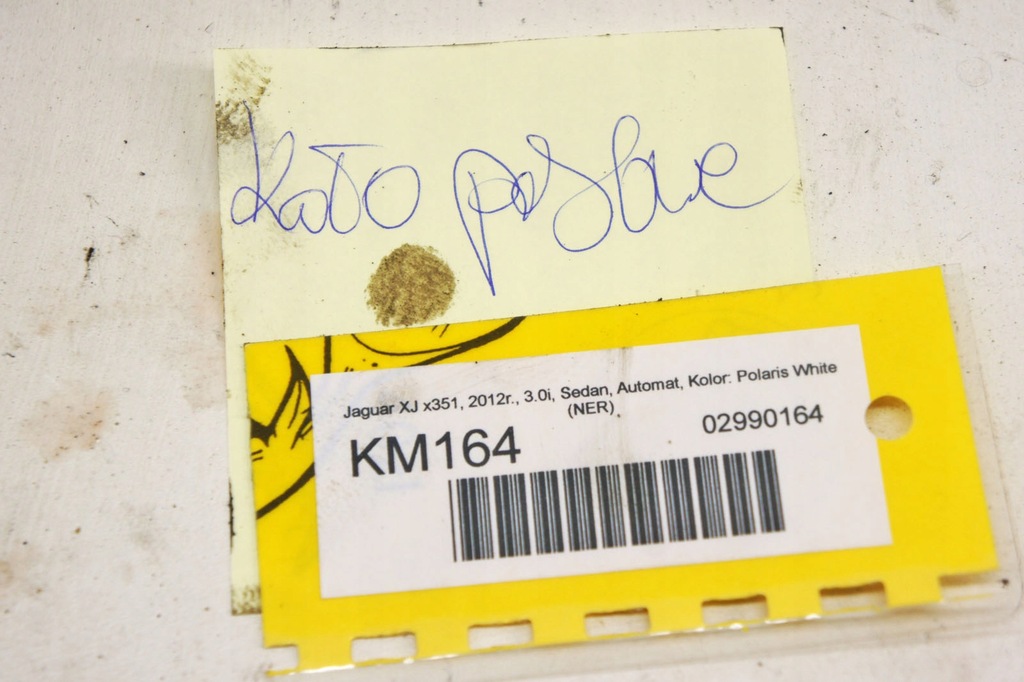 Koło pasowe
Jaguar XJ x351, 2012r., 3.0i, Sedan, Automat, Kolor: Polaris White
(NER)
KM164
02990164